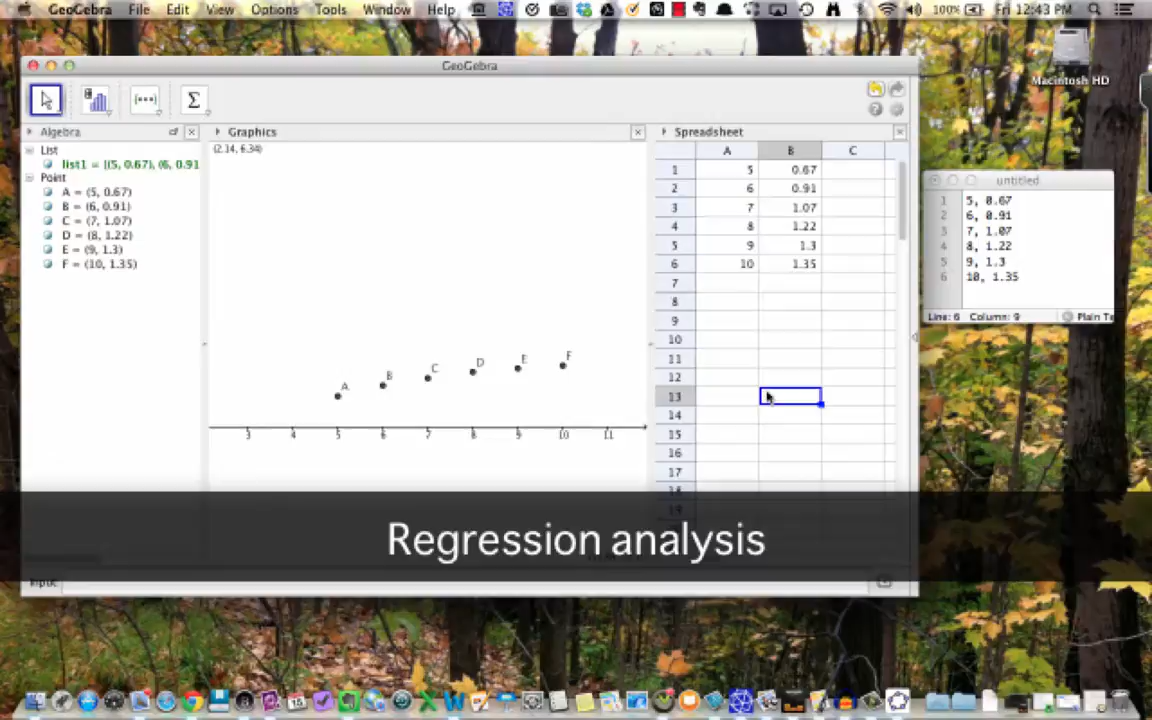 GeoGebra File Edit View Options Tools Window Help 100% Fri 12:43 PM
GeoGebra
Macintosh HD
Algebra
Graphics
Spreadsheet
(2.14, 6.34)
List
list1 = {(5, 0.67), (6, 0.91
Point
A = (5, 0.67)
B = (6, 0.91)
C = (7, 1.07)
D = (8, 1.22)
E = (9, 1.3)
F = (10, 1.35)
A B C D E F
3 4 5 6 7 8 9 10 11
A B C
1 5 0.67
2 6 0.91
3 7 1.07
4 8 1.22
5 9 1.3
6 10 1.35
7
8
9
10
11
12
13
14
15
16
17
18
19
untitled
1 5, 0.67
2 6, 0.91
3 7, 1.07
4 8, 1.22
5 9, 1.3
6 10, 1.35
Line: 6 Column: 9 Plain Te
Regression analysis
Input: